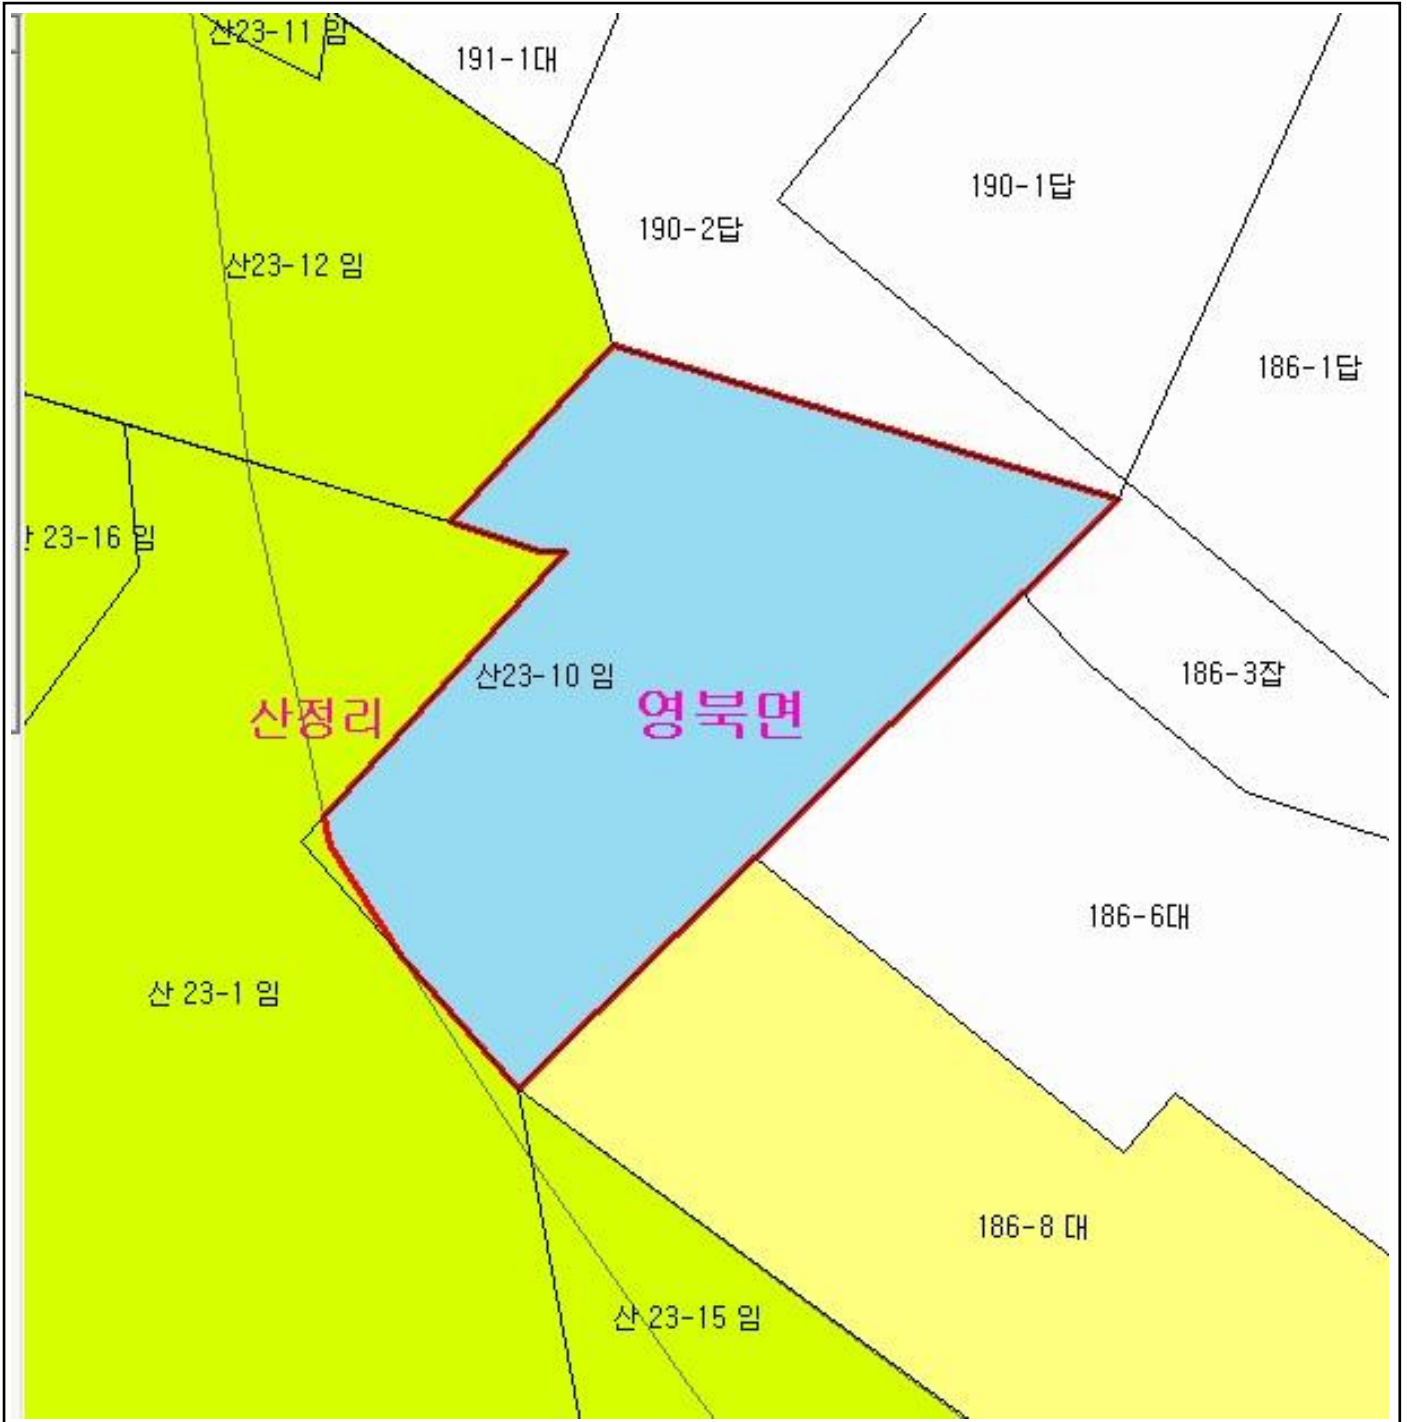 산23-11 임
191-1대
190-1답
190-2답
산23-12 임
186-1답
23-16 임
산23-10 임
186-3잡
산정리
영북면
186-6대
산 23-1 임
186-8 대
산 23-15 임